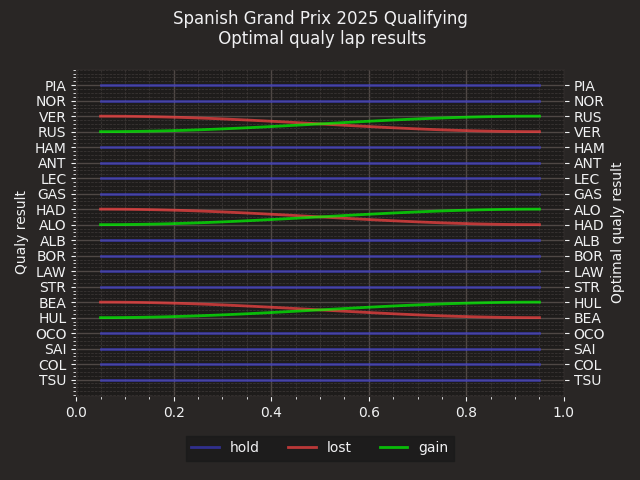 Spanish Grand Prix 2025 Qualifying
Optimal qualy lap results
Qualy result
PIA
NOR
VER
RUS
HAM
ANT
LEC
GAS
HAD
ALO
ALB
BOR
LAW
STR
BEA
HUL
OCO
SAI
COL
TSU
PIA
NOR
RUS
VER
HAM
ANT
LEC
GAS
ALO
HAD
ALB
BOR
LAW
STR
HUL
BEA
OCO
SAI
COL
TSU
Optimal qualy result
0.0 0.2 0.4 0.6 0.8 1.0
hold lost gain